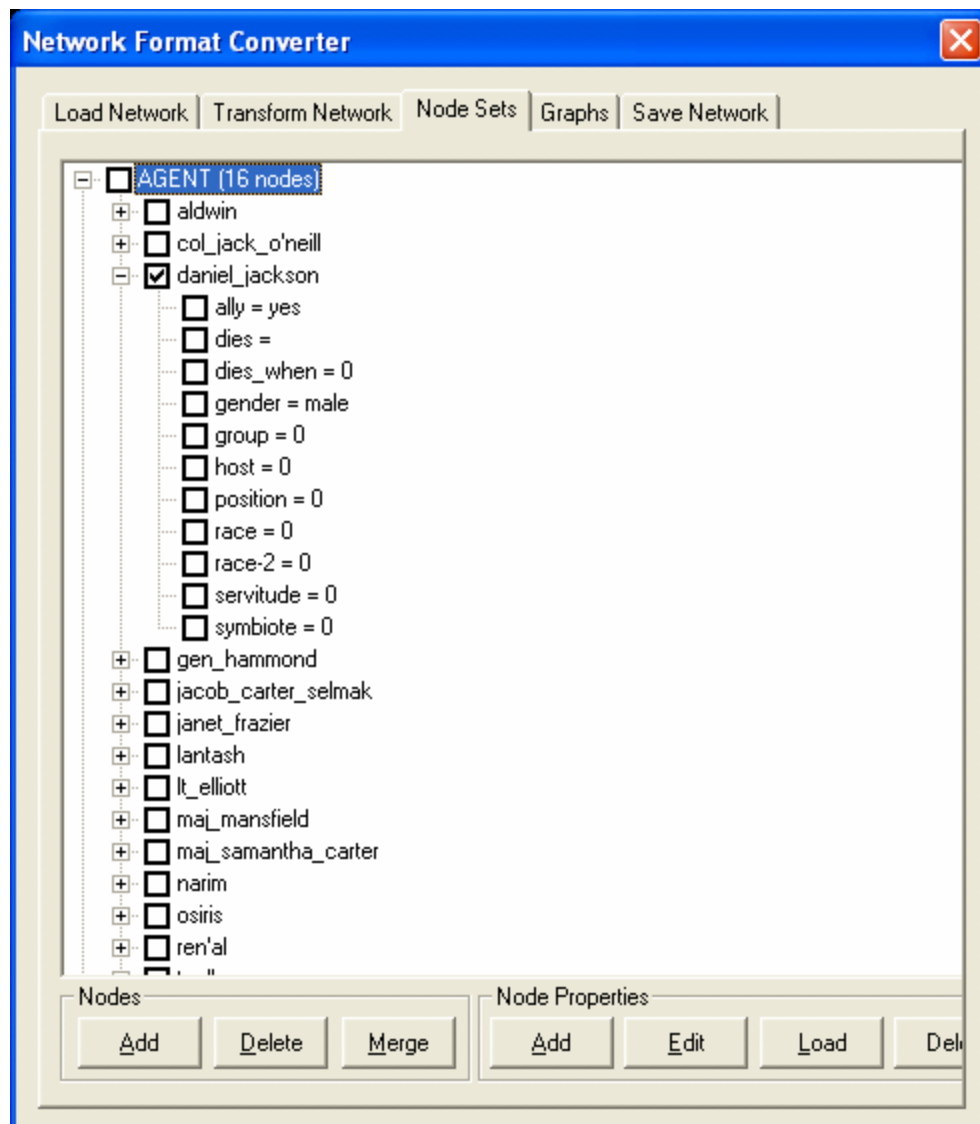 Network Format Converter
Load Network Transform Network Node Sets Graphs Save Network
AGENT (16 nodes)
aldwin
col_jack_o'neill
daniel_jackson
ally = yes
dies =
dies_when = 0
gender = male
group = 0
host = 0
position = 0
race = 0
race-2 = 0
servitude = 0
symbiote = 0
gen_hammond
jacob_carter_selmak
janet_frazier
lantash
lt_elliott
maj_mansfield
maj_samantha_carter
narim
osiris
ren'al
Nodes Node Properties
Add Delete Merge Add Edit Load